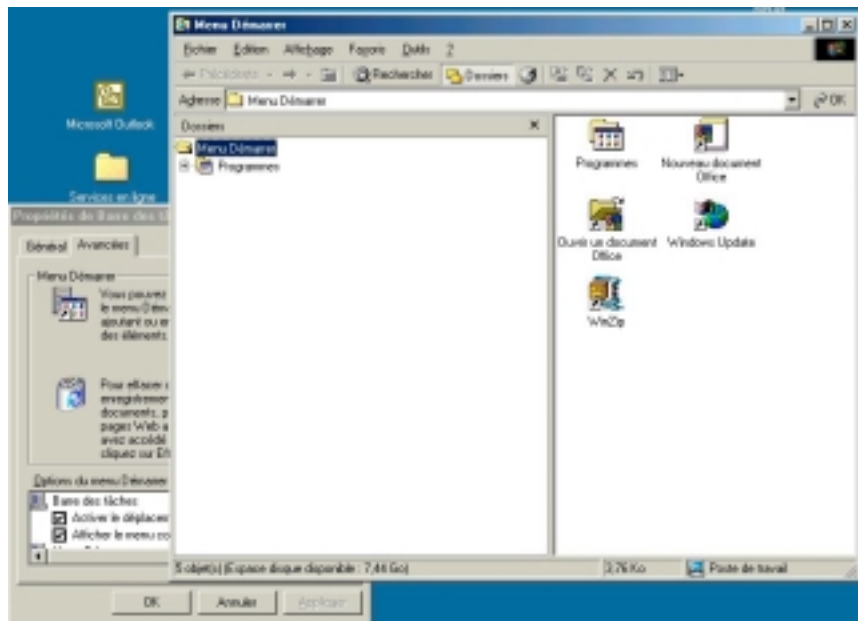 Menu Démarrer
Fichier Edition Affichage Favoris Outils ?
Précédente Rechercher Dossiers
Adresse Menu Démarrer OK
Dossiers
Menu Démarrer
Programmes
Programmes
Nouveau document Office
Ouvrir un document Office
Windows Update
WinZip
5 objet(s) (Espace disque disponible : 7,44 Go) 3,76 Ko Poste de travail
Microsoft Outlook
Services en ligne
Propriétés de Barre des tâ
Général Avancées
Menu Démarrer
Vous pouvez
le menu Déma
ajoutant ou en
des éléments
Pour effacer
enregistremen
documents, p
pages Web a
avez accédé
cliquez sur Eff
Options du menu Démarrer
Barre des tâches
Activer le déplacem
Afficher le menu co
OK Annuler Appliquer